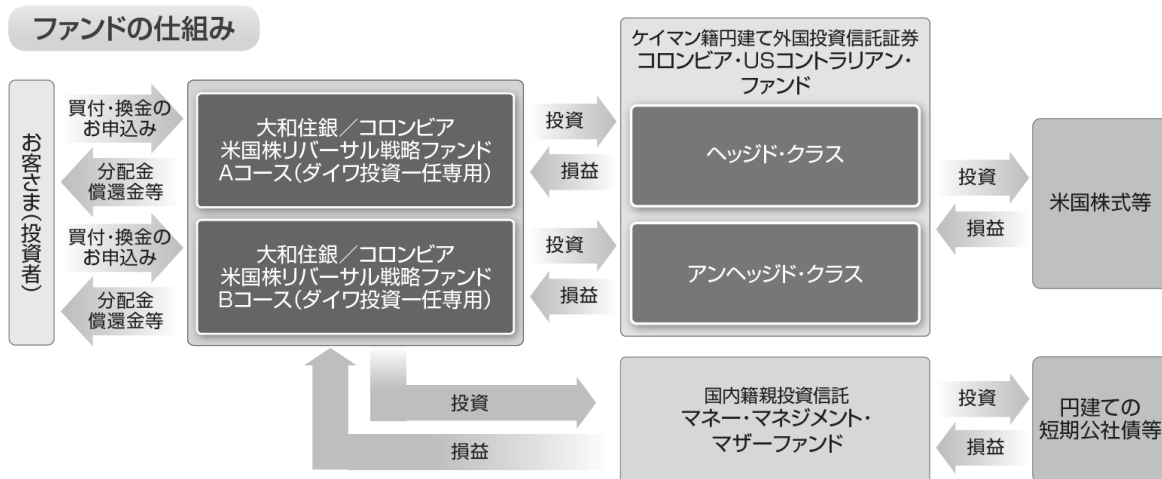 ファンドの仕組み
お客さま(投資者)
買付・換金の
お申込み
分配金
償還金等
買付・換金の
お申込み
分配金
償還金等
大和住銀/コロンビア
米国株リバーサル戦略ファンド
Aコース(ダイワ投資一任専用)
大和住銀/コロンビア
米国株リバーサル戦略ファンド
Bコース(ダイワ投資一任専用)
投資
損益
投資
損益
ケイマン籍円建て外国投資信託証券
コロンビア・USコントラリアン・
ファンド
ヘッジド・クラス
アンヘッジド・クラス
投資
損益
米国株式等
投資
損益
国内籍親投資信託
マネー・マネジメント・
マザーファンド
投資
損益
円建ての
短期公社債等